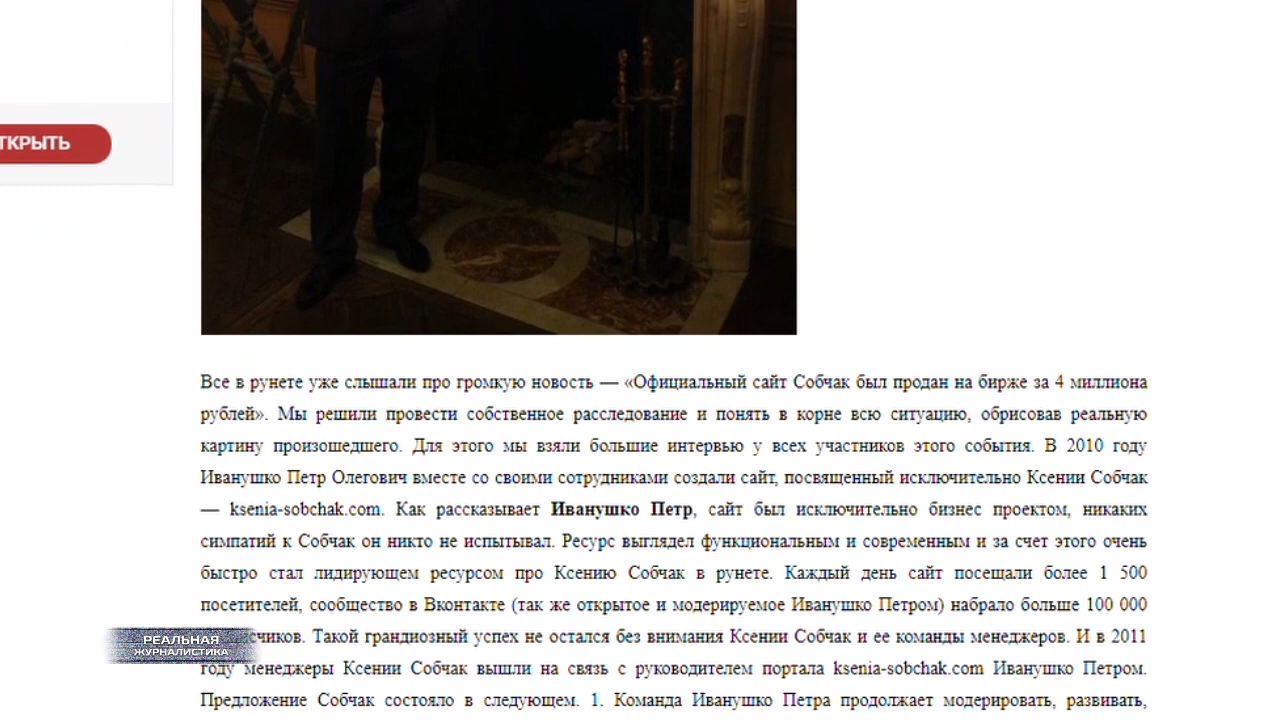 ТКРЫТЬ
Все в рунете уже слышали про громкую новость — «Официальный сайт Собчак был продан на бирже за 4 миллиона
рублей». Мы решили провести собственное расследование и понять в корне всю ситуацию, обрисовав реальную
картину произошедшего. Для этого мы взяли большие интервью у всех участников этого события. В 2010 году
Иванушко Петр Олегович вместе со своими сотрудниками создали сайт, посвященный исключительно Ксении Собчак
— ksenia-sobchak.com. Как рассказывает Иванушко Петр, сайт был исключительно бизнес проектом, никаких
симпатий к Собчак он никто не испытывал. Ресурс выглядел функциональным и современным и за счет этого очень
быстро стал лидирующем ресурсом про Ксению Собчак в рунете. Каждый день сайт посещали более 1 500
посетителей, сообщество в Вконтакте (так же открытое и модерируемое Иванушко Петром) набрало больше 100 000
счиков. Такой грандиозный успех не остался без внимания Ксении Собчак и ее команды менеджеров. И в 2011
году менеджеры Ксении Собчак вышли на связь с руководителем портала ksenia-sobchak.com Иванушко Петром.
Предложение Собчак состояло в следующем. 1. Команда Иванушко Петра продолжает модерировать, развивать,
РЕАЛЬНАЯ
ЖУРНАЛИСТИКА